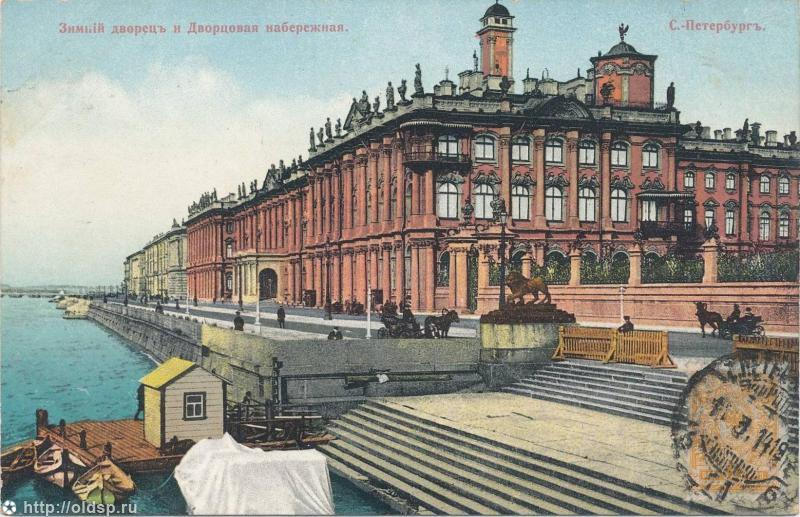 Зимній дворецъ и Дворцовая набережная.
С.-Петербургъ.
http://oldsp.ru